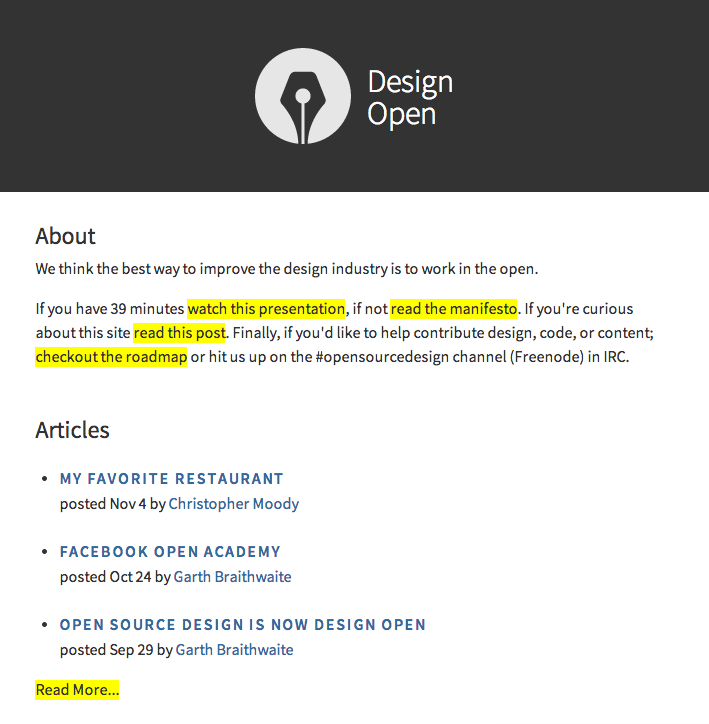 Design
Open
About
We think the best way to improve the design industry is to work in the open.
If you have 39 minutes watch this presentation, if not read the manifesto. If you're curious
about this site read this post. Finally, if you'd like to help contribute design, code, or content;
checkout the roadmap or hit us up on the #opensourcedesign channel (Freenode) in IRC.
Articles
• MY FAVORITE RESTAURANT
posted Nov 4 by Christopher Moody
• FACEBOOK OPEN ACADEMY
posted Oct 24 by Garth Braithwaite
• OPEN SOURCE DESIGN IS NOW DESIGN OPEN
posted Sep 29 by Garth Braithwaite
Read More...